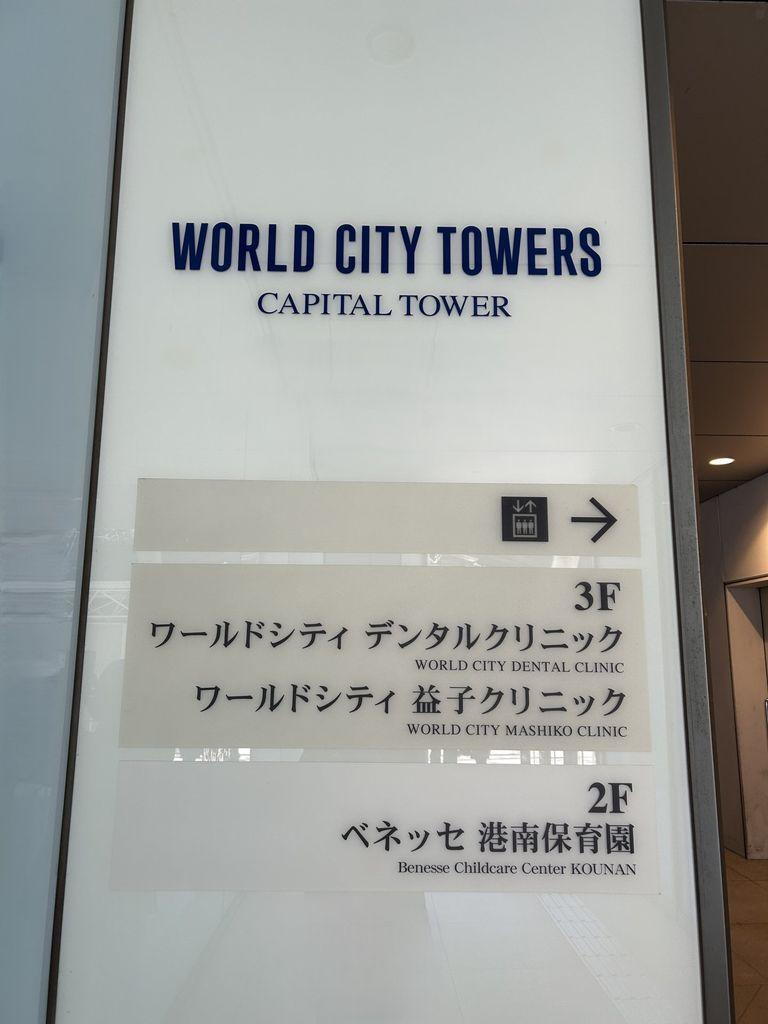 WORLD CITY TOWERS
CAPITAL TOWER
→
3F
ワールドシティ デンタルクリニック
WORLD CITY DENTAL CLINIC
ワールドシティ 益子クリニック
WORLD CITY MASHIKO CLINIC
2F
ベネッセ 港南保育園
Benesse Childcare Center KOUNAN